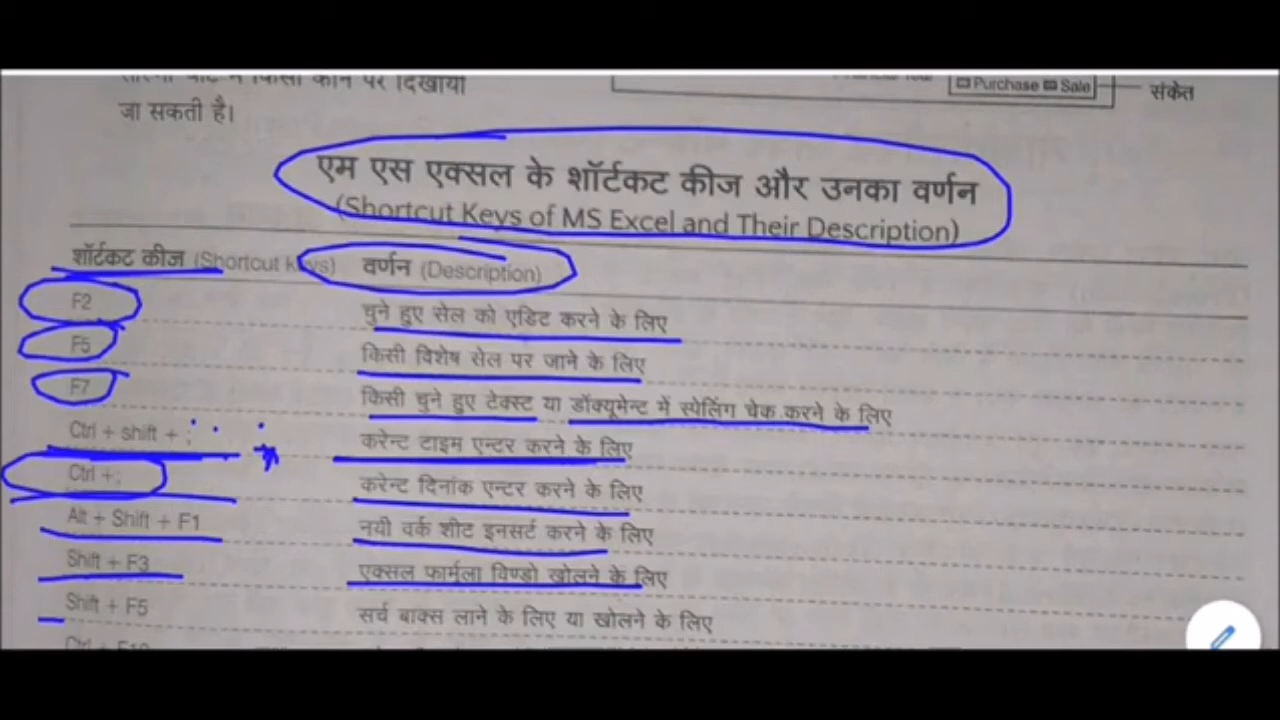 किसी कोने पर दिखायी
Purchase Sale
संकेत
जा सकती है।
एम एस एक्सल के शॉर्टकट कीज और उनका वर्णन
(Shortcut Keys of MS Excel and Their Description)
शॉर्टकट कीज (Shortcut Keys) वर्णन (Description)
F2 चुने हुए सेल को एडिट करने के लिए
F5 किसी विशेष सेल पर जाने के लिए
F7 किसी चुने हुए टेक्स्ट या डॉक्यूमेन्ट में स्पेलिंग चेक करने के लिए
Ctrl + shift + ; करेन्ट टाइम एन्टर करने के लिए
Ctrl +; करेन्ट दिनांक एन्टर करने के लिए
Alt + Shift + F1 नयी वर्क शीट इनसर्ट करने के लिए
Shift + F3 एक्सल फार्मूला विण्डो खोलने के लिए
Shift + F5 सर्च बाक्स लाने के लिए या खोलने के लिए